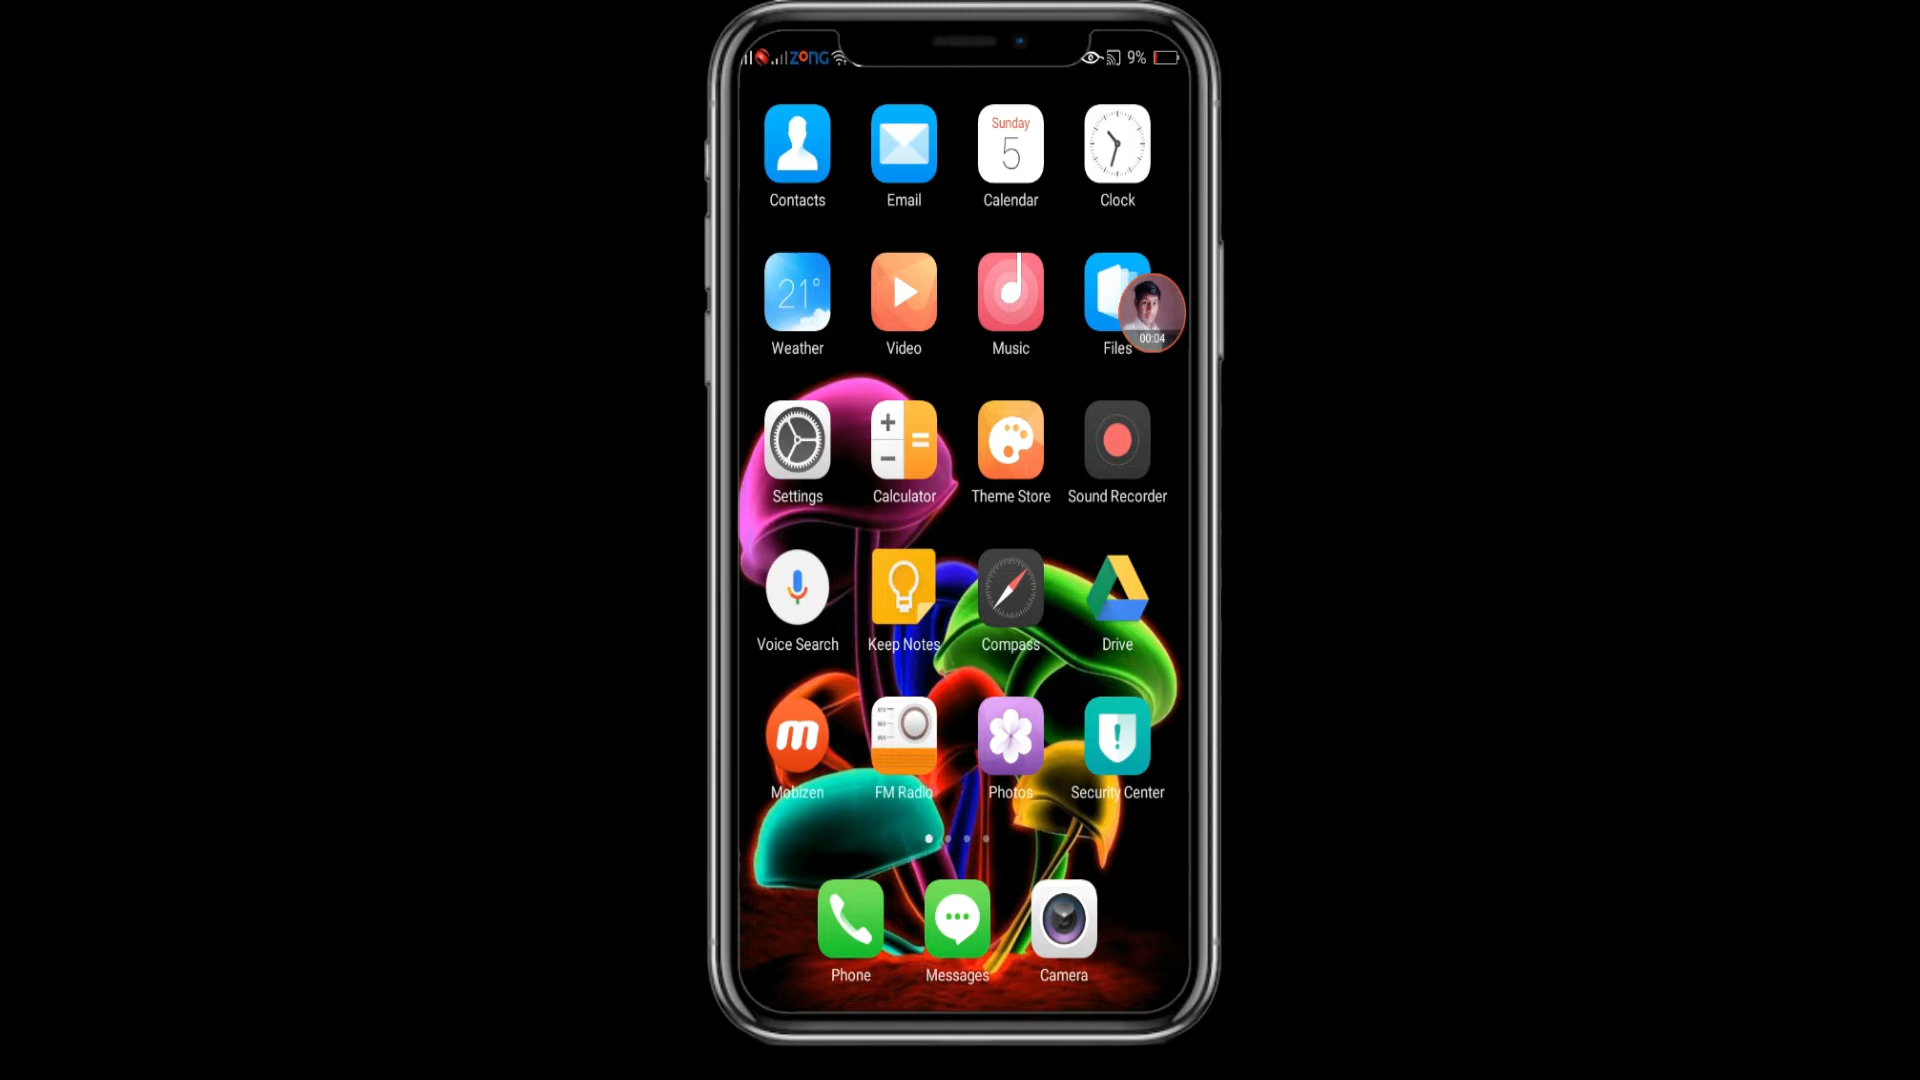 ZONG 9%
Sunday
5
Contacts Email Calendar Clock
21°
00:04
Weather Video Music Files
Settings Calculator Theme Store Sound Recorder
Voice Search Keep Notes Compass Drive
m
Mobizen FM Radio Photos Security Center
Phone Messages Camera